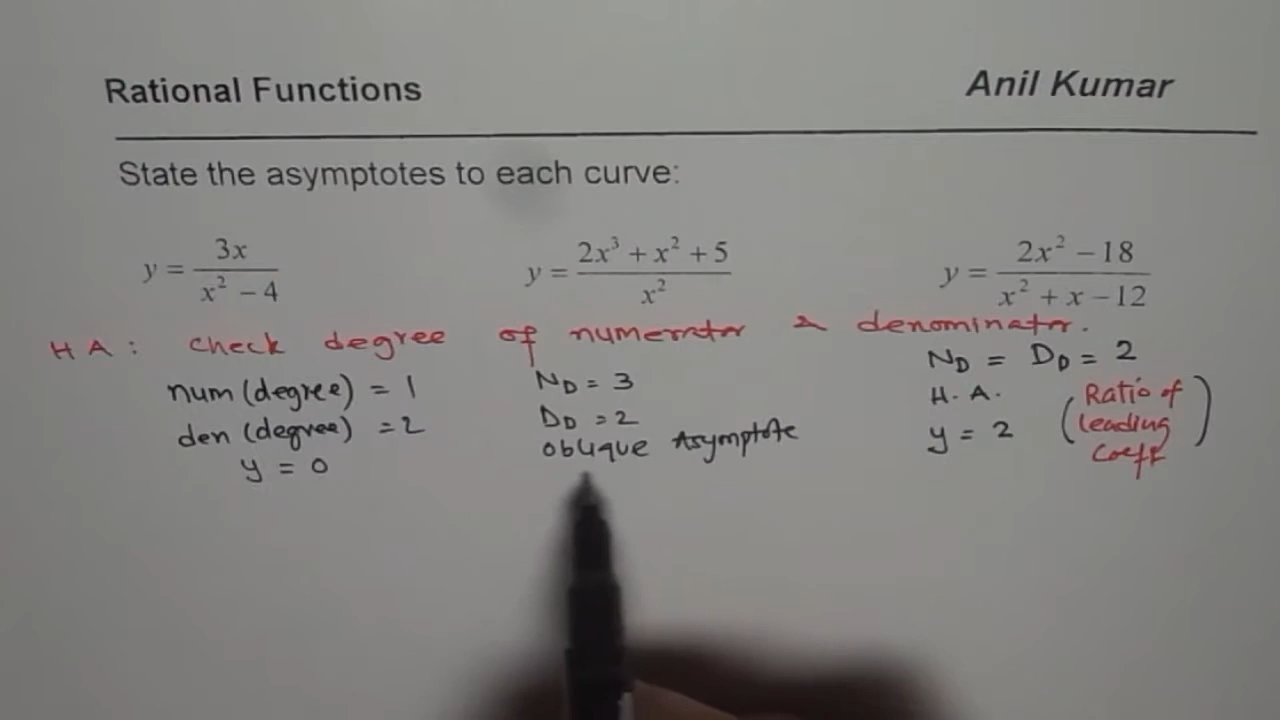 Rational Functions Anil Kumar
State the asymptotes to each curve:
y = 3x / x² − 4
y = 2x³ + x² + 5 / x²
y = 2x² − 18 / x² + x − 12
H A : check degree of numerator & denominator.
num (degree) = 1
den (degree) = 2
y = 0
N_D = 3
D_D = 2
oblique Asymptote
N_D = D_D = 2
H. A.
y = 2
(Ratio of
leading
coeff)